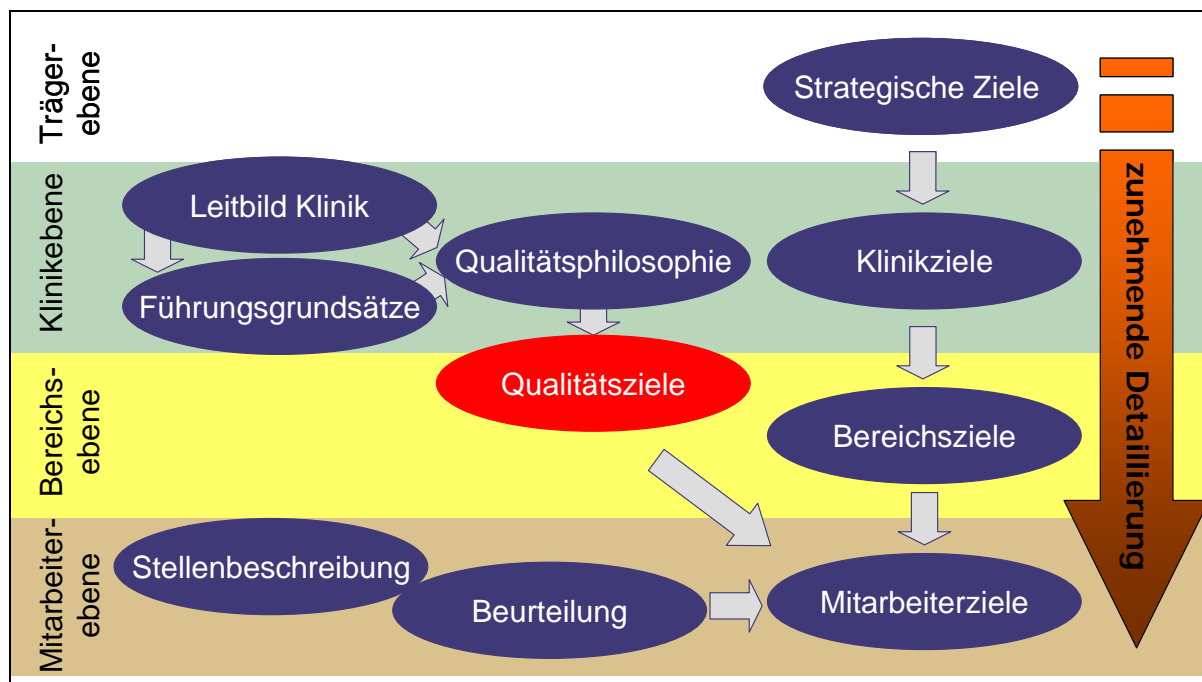 Träger-
ebene
Strategische Ziele
Klinikebene
Leitbild Klinik
Führungsgrundsätze
Qualitätsphilosophie
Klinikziele
Bereichs-
ebene
Qualitätsziele
Bereichsziele
Mitarbeiter-
ebene
Stellenbeschreibung
Beurteilung
Mitarbeiterziele
zunehmende Detaillierung